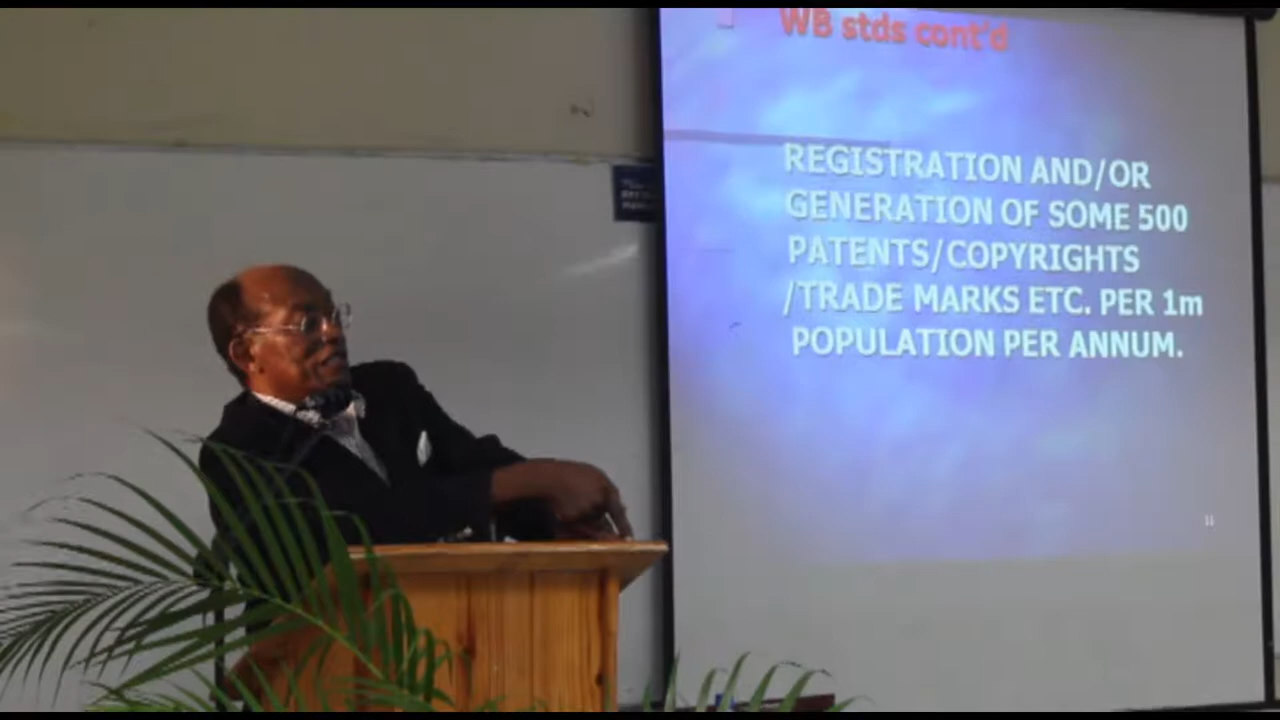 WB stds cont'd
REGISTRATION AND/OR
GENERATION OF SOME 500
PATENTS/COPYRIGHTS
/TRADE MARKS ETC. PER 1m
POPULATION PER ANNUM.
11